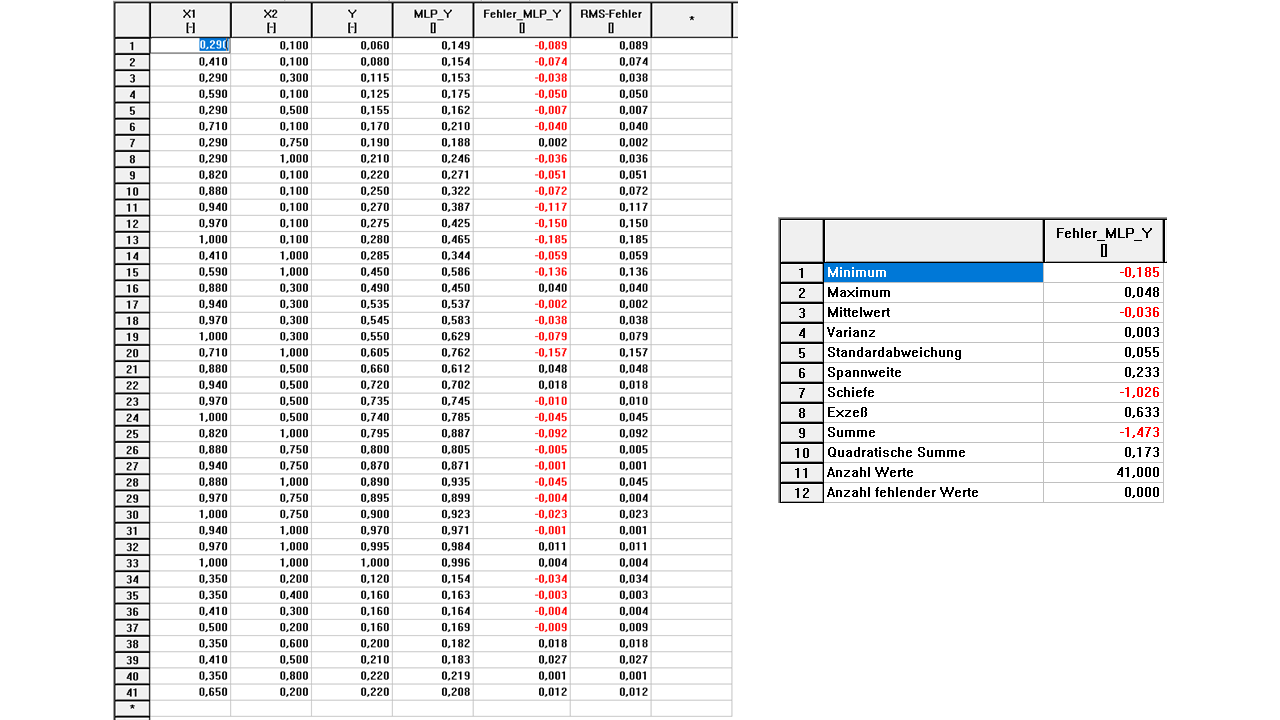 X1 X2 Y MLP_Y Fehler_MLP_Y RMS-Fehler *
[-] [-] [-] [] [] []
1 0,290 0,100 0,060 0,149 -0,089 0,089
2 0,410 0,100 0,080 0,154 -0,074 0,074
3 0,290 0,300 0,115 0,153 -0,038 0,038
4 0,590 0,100 0,125 0,175 -0,050 0,050
5 0,290 0,500 0,155 0,162 -0,007 0,007
6 0,710 0,100 0,170 0,210 -0,040 0,040
7 0,290 0,750 0,190 0,188 0,002 0,002
8 0,290 1,000 0,210 0,246 -0,036 0,036
9 0,820 0,100 0,220 0,271 -0,051 0,051
10 0,880 0,100 0,250 0,322 -0,072 0,072
11 0,940 0,100 0,270 0,387 -0,117 0,117
12 0,970 0,100 0,275 0,425 -0,150 0,150
13 1,000 0,100 0,280 0,465 -0,185 0,185
14 0,410 1,000 0,285 0,344 -0,059 0,059
15 0,590 1,000 0,450 0,586 -0,136 0,136
16 0,880 0,300 0,490 0,450 0,040 0,040
17 0,940 0,300 0,535 0,537 -0,002 0,002
18 0,970 0,300 0,545 0,583 -0,038 0,038
19 1,000 0,300 0,550 0,629 -0,079 0,079
20 0,710 1,000 0,605 0,762 -0,157 0,157
21 0,880 0,500 0,660 0,612 0,048 0,048
22 0,940 0,500 0,720 0,702 0,018 0,018
23 0,970 0,500 0,735 0,745 -0,010 0,010
24 1,000 0,500 0,740 0,785 -0,045 0,045
25 0,820 1,000 0,795 0,887 -0,092 0,092
26 0,880 0,750 0,800 0,805 -0,005 0,005
27 0,940 0,750 0,870 0,871 -0,001 0,001
28 0,880 1,000 0,890 0,935 -0,045 0,045
29 0,970 0,750 0,895 0,899 -0,004 0,004
30 1,000 0,750 0,900 0,923 -0,023 0,023
31 0,940 1,000 0,970 0,971 -0,001 0,001
32 0,970 1,000 0,995 0,984 0,011 0,011
33 1,000 1,000 1,000 0,996 0,004 0,004
34 0,350 0,200 0,120 0,154 -0,034 0,034
35 0,350 0,400 0,160 0,163 -0,003 0,003
36 0,410 0,300 0,160 0,164 -0,004 0,004
37 0,500 0,200 0,160 0,169 -0,009 0,009
38 0,350 0,600 0,200 0,182 0,018 0,018
39 0,410 0,500 0,210 0,183 0,027 0,027
40 0,350 0,800 0,220 0,219 0,001 0,001
41 0,650 0,200 0,220 0,208 0,012 0,012
*
Fehler_MLP_Y
[]
1 Minimum -0,185
2 Maximum 0,048
3 Mittelwert -0,036
4 Varianz 0,003
5 Standardabweichung 0,055
6 Spannweite 0,233
7 Schiefe -1,026
8 Exzeß 0,633
9 Summe -1,473
10 Quadratische Summe 0,173
11 Anzahl Werte 41,000
12 Anzahl fehlender Werte 0,000